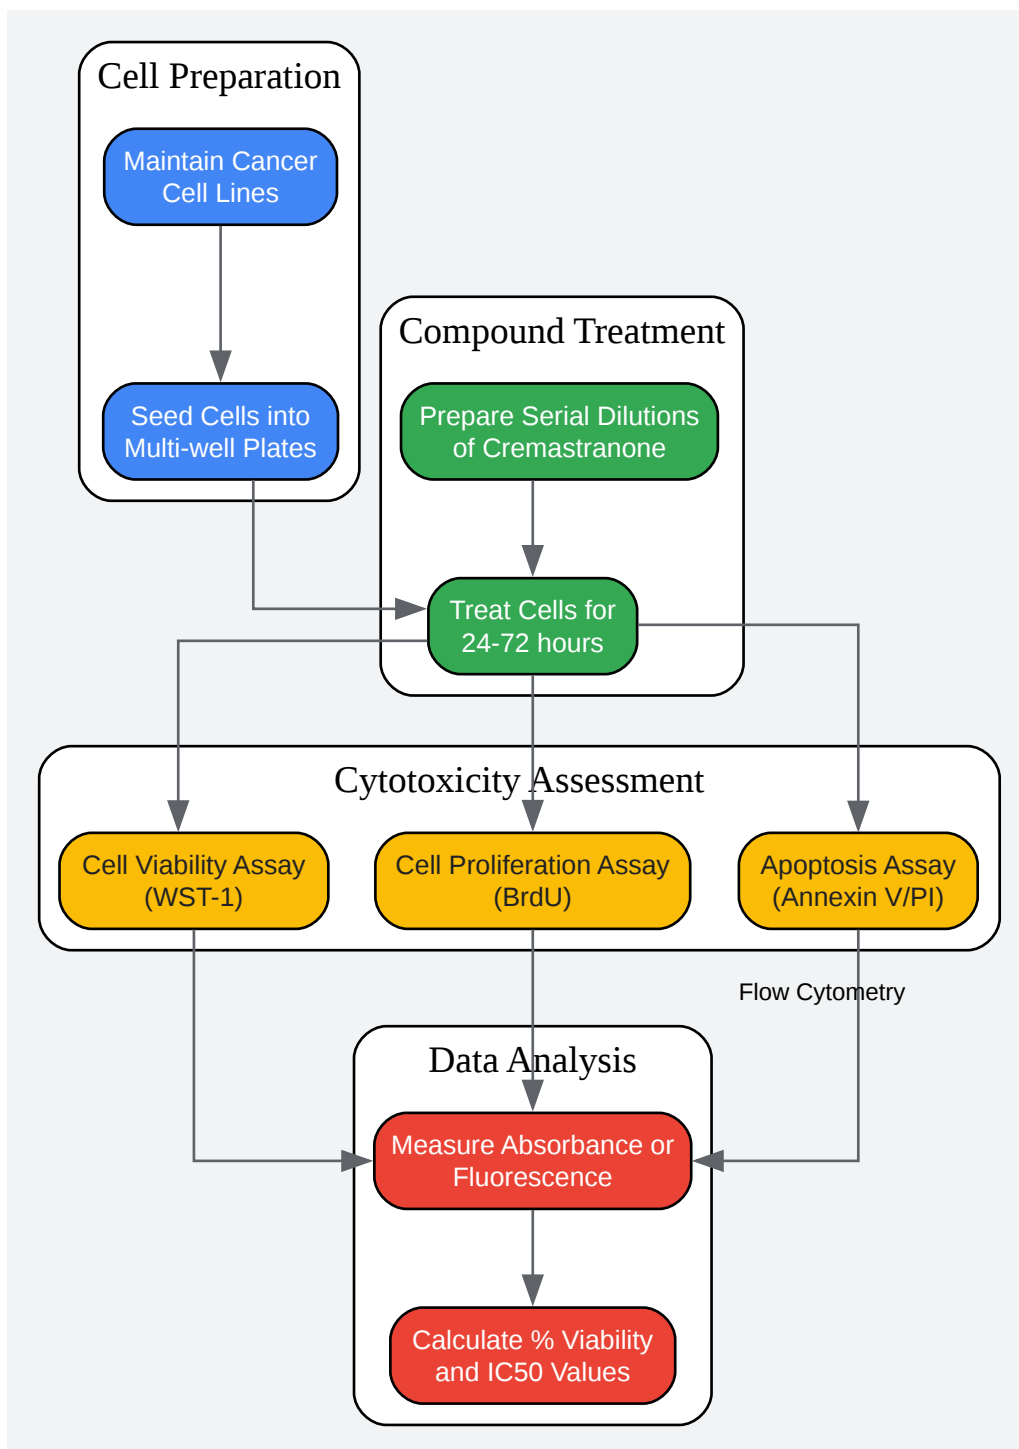 Cell Preparation
Maintain Cancer
Cell Lines
Seed Cells into
Multi-well Plates
Compound Treatment
Prepare Serial Dilutions
of Cremastranone
Treat Cells for
24-72 hours
Cytotoxicity Assessment
Cell Viability Assay
(WST-1)
Cell Proliferation Assay
(BrdU)
Apoptosis Assay
(Annexin V/PI)
Flow Cytometry
Data Analysis
Measure Absorbance or
Fluorescence
Calculate % Viability
and IC50 Values